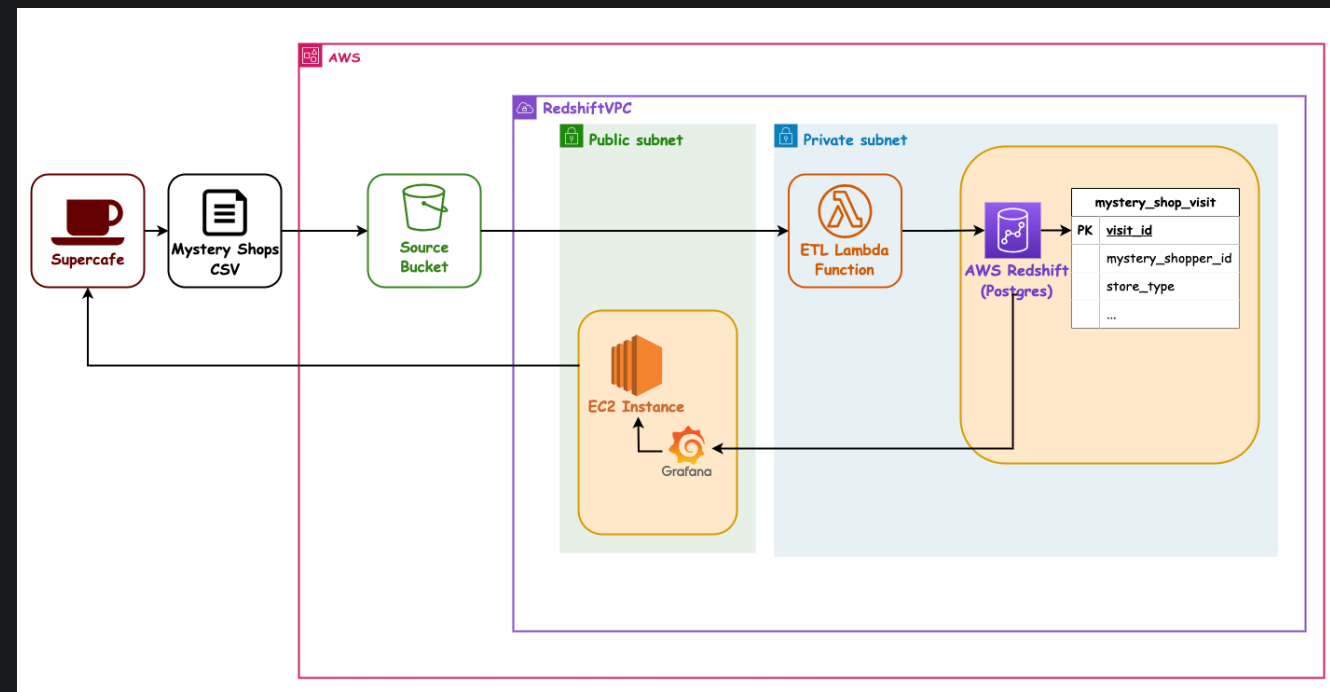 AWS
RedshiftVPC
Public subnet
Private subnet
Supercafe
Mystery Shops
CSV
Source
Bucket
ETL Lambda
Function
AWS Redshift
(Postgres)
mystery_shop_visit
PK visit_id
mystery_shopper_id
store_type
...
EC2 Instance
Grafana